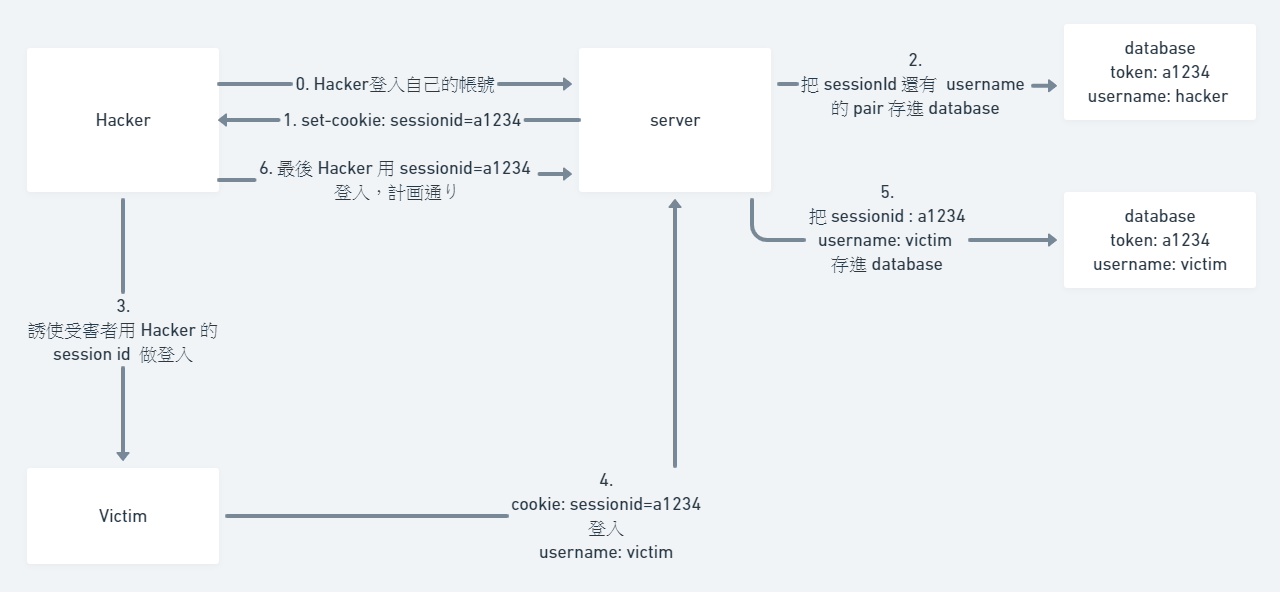 Hacker
0. Hacker登入自己的帳號
1. set-cookie: sessionid=a1234
6. 最後 Hacker 用 sessionid=a1234
登入，計画通り
server
2.
把 sessionId 還有 username
的 pair 存進 database
database
token: a1234
username: hacker
5.
把 sessionid : a1234
username: victim
存進 database
database
token: a1234
username: victim
3.
誘使受害者用 Hacker 的
session id 做登入
Victim
4.
cookie: sessionid=a1234
登入
username: victim